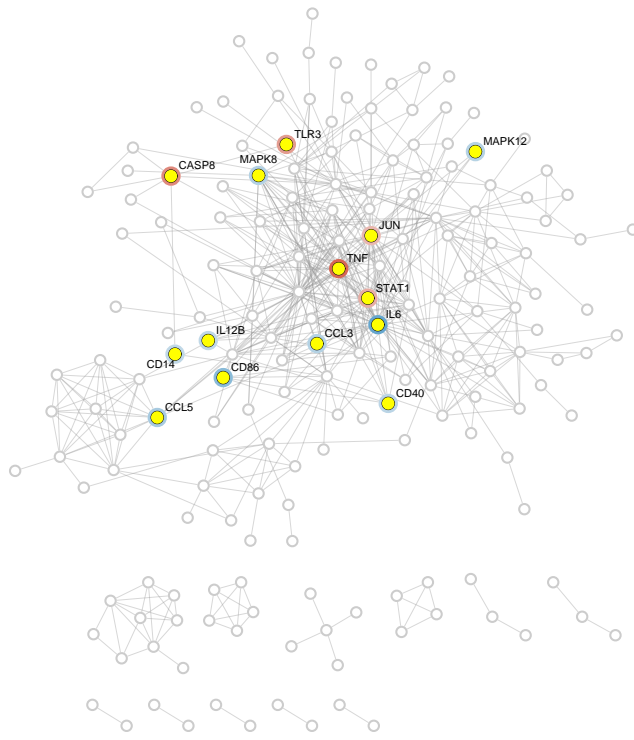 TLR3
MAPK12
MAPK8
CASP8
JUN
TNF
STAT1
IL6
IL12B
CCL3
CD14
CD86
CD40
CCL5